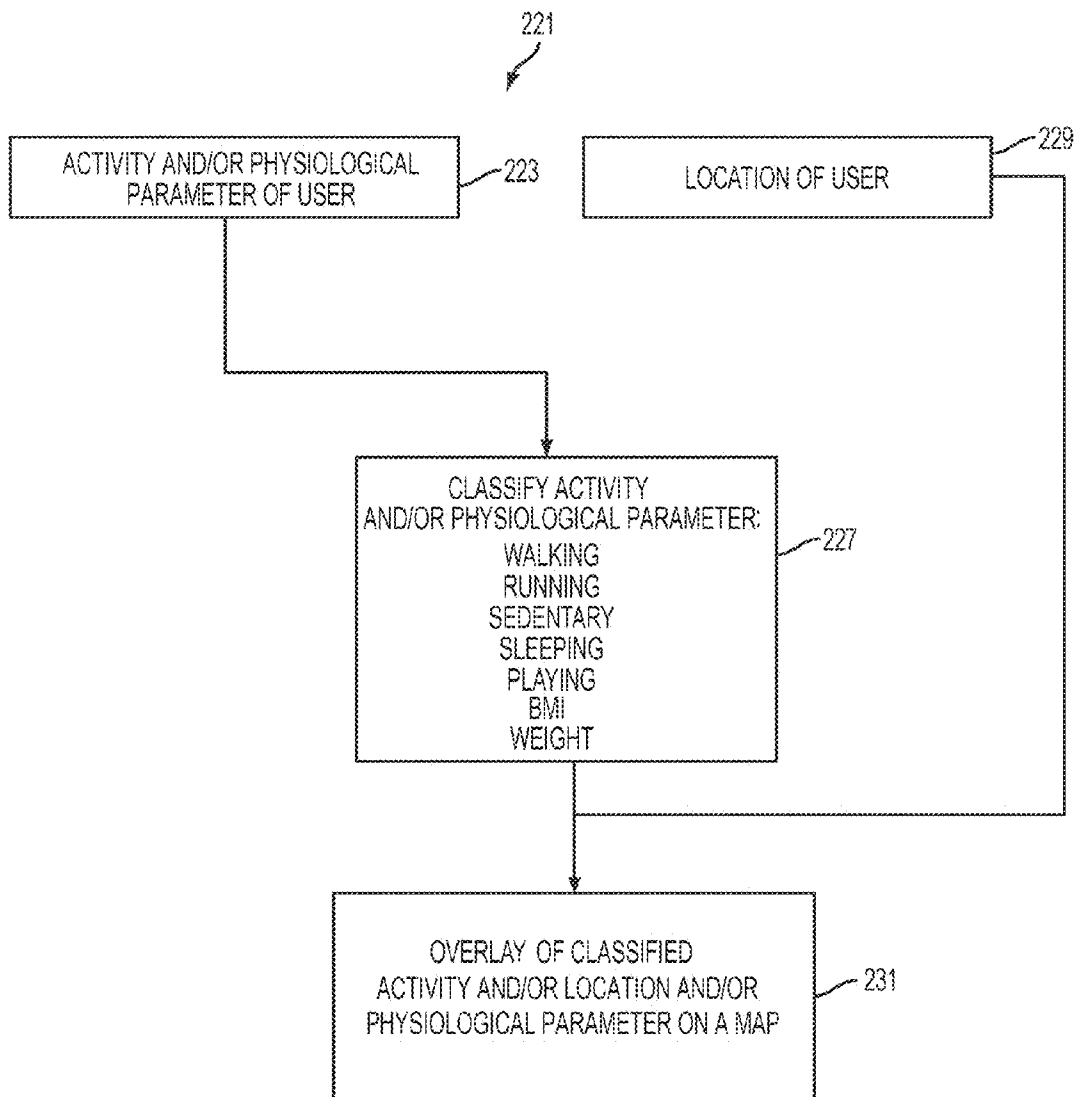 221
ACTIVITY AND/OR PHYSIOLOGICAL
PARAMETER OF USER
223
LOCATION OF USER
229
CLASSIFY ACTIVITY
AND/OR PHYSIOLOGICAL PARAMETER:
WALKING
RUNNING
SEDENTARY
SLEEPING
PLAYING
BMI
WEIGHT
227
OVERLAY OF CLASSIFIED
ACTIVITY AND/OR LOCATION AND/OR
PHYSIOLOGICAL PARAMETER ON A MAP
231